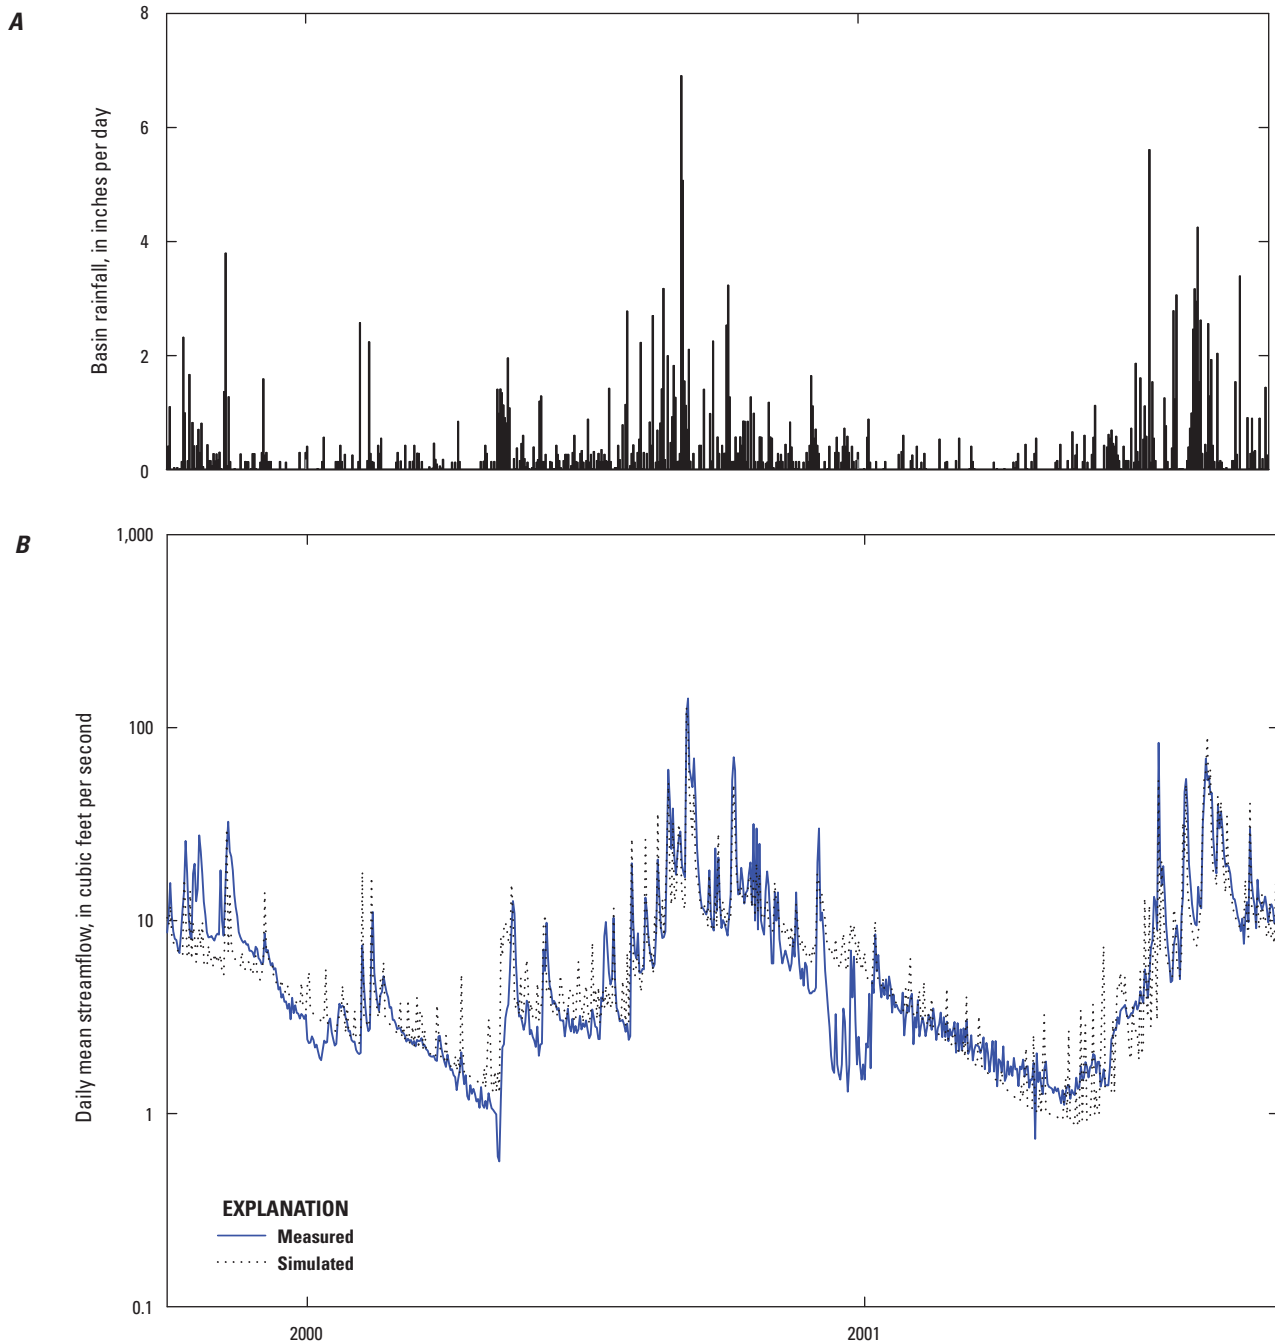 A
8
6
4
2
0
Basin rainfall, in inches per day
B
1,000
100
10
1
0.1
Daily mean streamflow, in cubic feet per second
EXPLANATION
Measured
Simulated
2000
2001